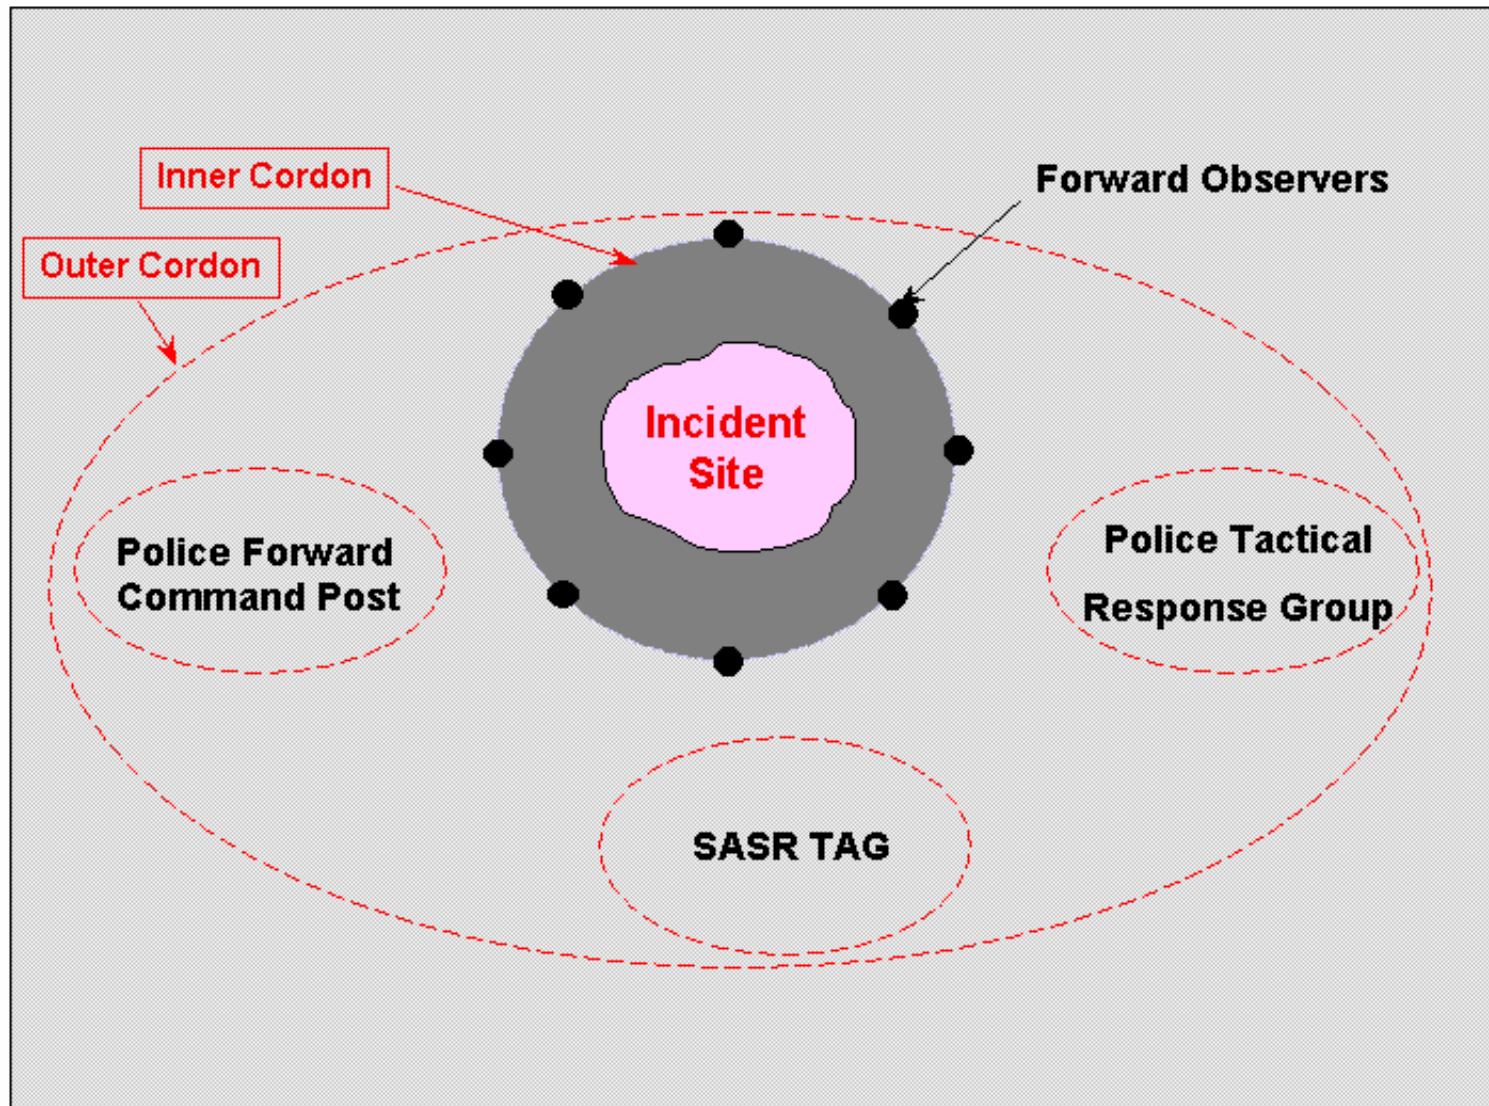 Inner Cordon
Forward Observers
Outer Cordon
Incident
Site
Police Forward
Command Post
Police Tactical
Response Group
SASR TAG